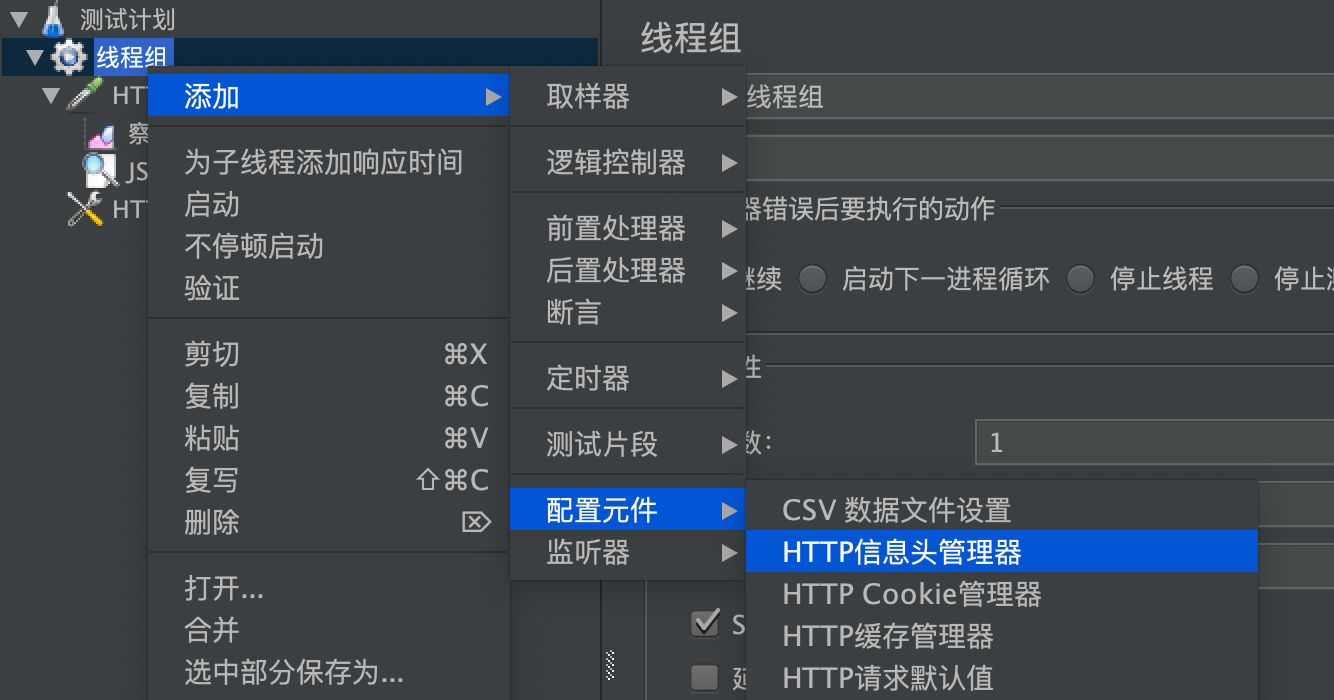 测试计划
线程组
HTT
察
JS
HTT
添加
为子线程添加响应时间
启动
不停顿启动
验证
剪切 ⌘X
复制 ⌘C
粘贴 ⌘V
复写 ⇧⌘C
删除 ⌦
打开...
合并
选中部分保存为...
取样器
逻辑控制器
前置处理器
后置处理器
断言
定时器
测试片段
配置元件
监听器
CSV 数据文件设置
HTTP信息头管理器
HTTP Cookie管理器
HTTP缓存管理器
HTTP请求默认值
线程组
线程组
器错误后要执行的动作
继续 启动下一进程循环 停止线程 停止测
性
数： 1
S
延